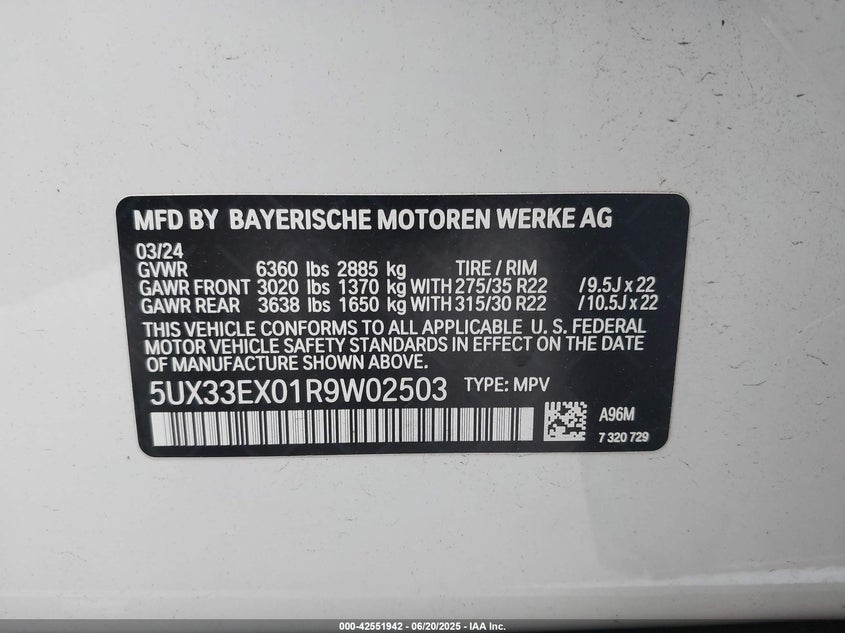 MFD BY BAYERISCHE MOTOREN WERKE AG
03/24
GVWR 6360 lbs 2885 kg TIRE / RIM
GAWR FRONT 3020 lbs 1370 kg WITH 275/35 R22 / 9.5J x 22
GAWR REAR 3638 lbs 1650 kg WITH 315/30 R22 / 10.5J x 22
THIS VEHICLE CONFORMS TO ALL APPLICABLE U. S. FEDERAL
MOTOR VEHICLE SAFETY STANDARDS IN EFFECT ON THE DATE
OF MANUFACTURE SHOWN ABOVE.
5UX33EX01R9W02503 TYPE: MPV
A96M
7 320 729
000-42551942 - 06/20/2025 - IAA Inc.